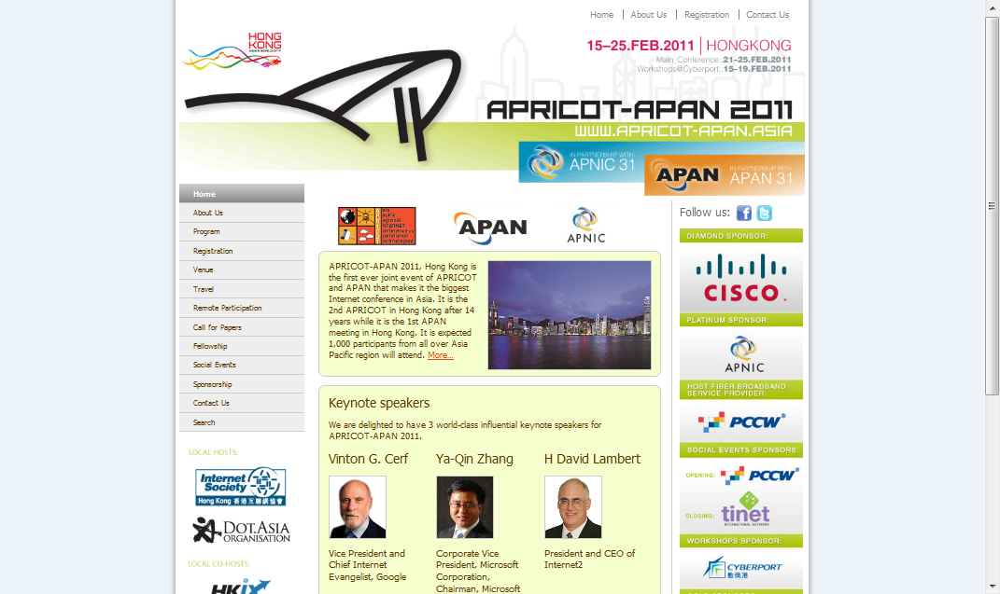 Home | About Us | Registration | Contact Us
HONG
KONG
ASIA'S WORLD CITY
15–25.FEB.2011 | HONGKONG
Main_Conference::21–25.FEB.2011
Workshops@Cyberport::15–19.FEB.2011
APRICOT-APAN 2011
WWW.APRICOT-APAN.ASIA
IN PARTNERSHIP WITH
APNIC 31
APAN
IN PARTNERSHIP WITH
APAN 31
Home
About Us
Program
Registration
Venue
Travel
Remote Participation
Call for Papers
Fellowship
Social Events
Sponsorship
Contact Us
Search
LOCAL HOSTS:
Internet
Society
Hong Kong 香港互聯網協會
DOT.ASIA
ORGANISATION
LOCAL CO-HOSTS:
HKIX
APAN
APNIC
APRICOT-APAN 2011, Hong Kong is
the first ever joint event of APRICOT
and APAN that makes it the biggest
Internet conference in Asia. It is the
2nd APRICOT in Hong Kong after 14
years while it is the 1st APAN
meeting in Hong Kong. It is expected
1,000 participants from all over Asia
Pacific region will attend. More...
Keynote speakers
We are delighted to have 3 world-class influential keynote speakers for
APRICOT-APAN 2011.
Vinton G. Cerf
Vice President and
Chief Internet
Evangelist, Google
Ya-Qin Zhang
Corporate Vice
President, Microsoft
Corporation,
Chairman, Microsoft
H David Lambert
President and CEO of
Internet2
Follow us:
DIAMOND SPONSOR:
CISCO
PLATINUM SPONSOR:
APNIC
HOST FIBER BROADBAND
SERVICE PROVIDER:
PCCW
SOCIAL EVENTS SPONSORS:
OPENING: PCCW
CLOSING: tinet
INTERNATIONAL NETWORK
WORKSHOPS SPONSOR:
CYBERPORT
數碼港